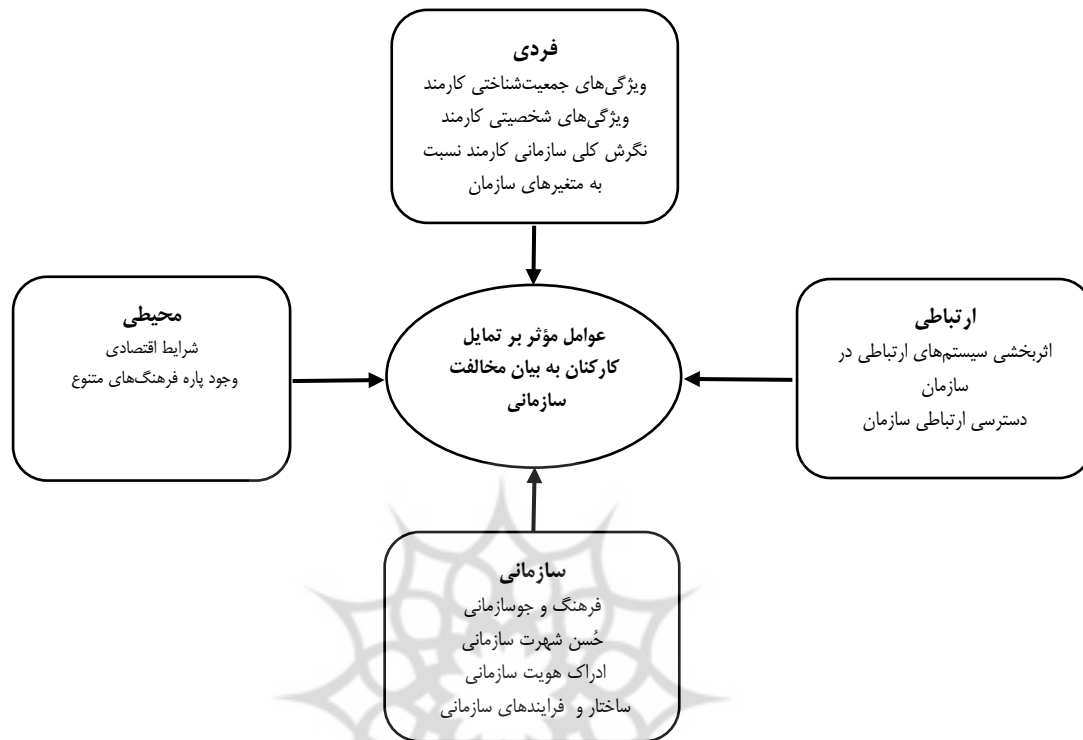 فردی
ویژگی‌های جمعیت‌شناختی کارمند
ویژگی‌های شخصیتی کارمند
نگرش کلی سازمانی کارمند نسبت
به متغیرهای سازمان
ارتباطی
اثربخشی سیستم‌های ارتباطی در
سازمان
دسترسی ارتباطی سازمان
عوامل مؤثر بر تمایل
کارکنان به بیان مخالفت
سازمانی
محیطی
شرایط اقتصادی
وجود پاره فرهنگ‌های متنوع
سازمانی
فرهنگ و جوسازمانی
حُسن شهرت سازمانی
ادراک هویت سازمانی
ساختار و فرایندهای سازمانی